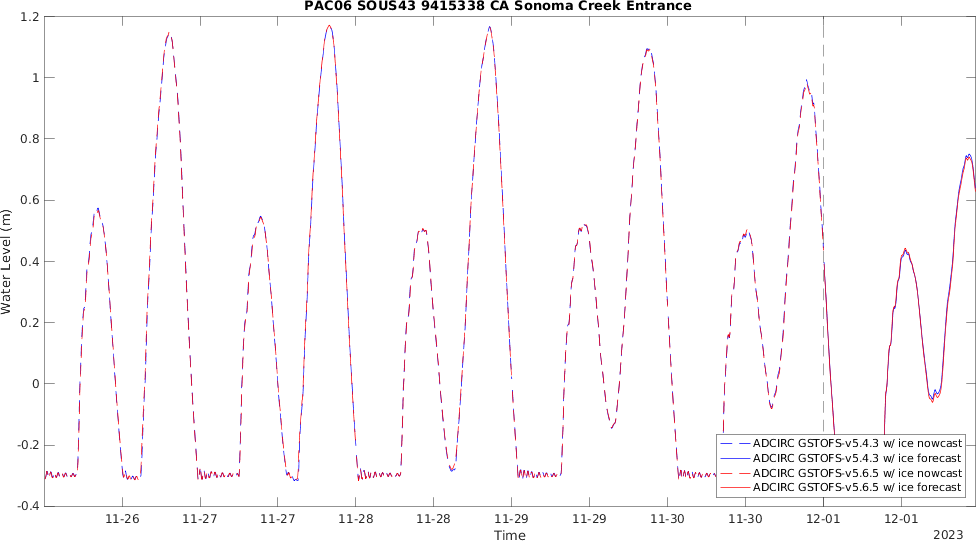 PAC06 SOUS43 9415338 CA Sonoma Creek Entrance
1.2
1
0.8
0.6
0.4
0.2
0
-0.2
-0.4
Water Level (m)
ADCIRC GSTOFS-v5.4.3 w/ ice nowcast
ADCIRC GSTOFS-v5.4.3 w/ ice forecast
ADCIRC GSTOFS-v5.6.5 w/ ice nowcast
ADCIRC GSTOFS-v5.6.5 w/ ice forecast
11-26 11-27 11-27 11-28 11-28 11-29 11-29 11-30 11-30 12-01 12-01
Time
2023